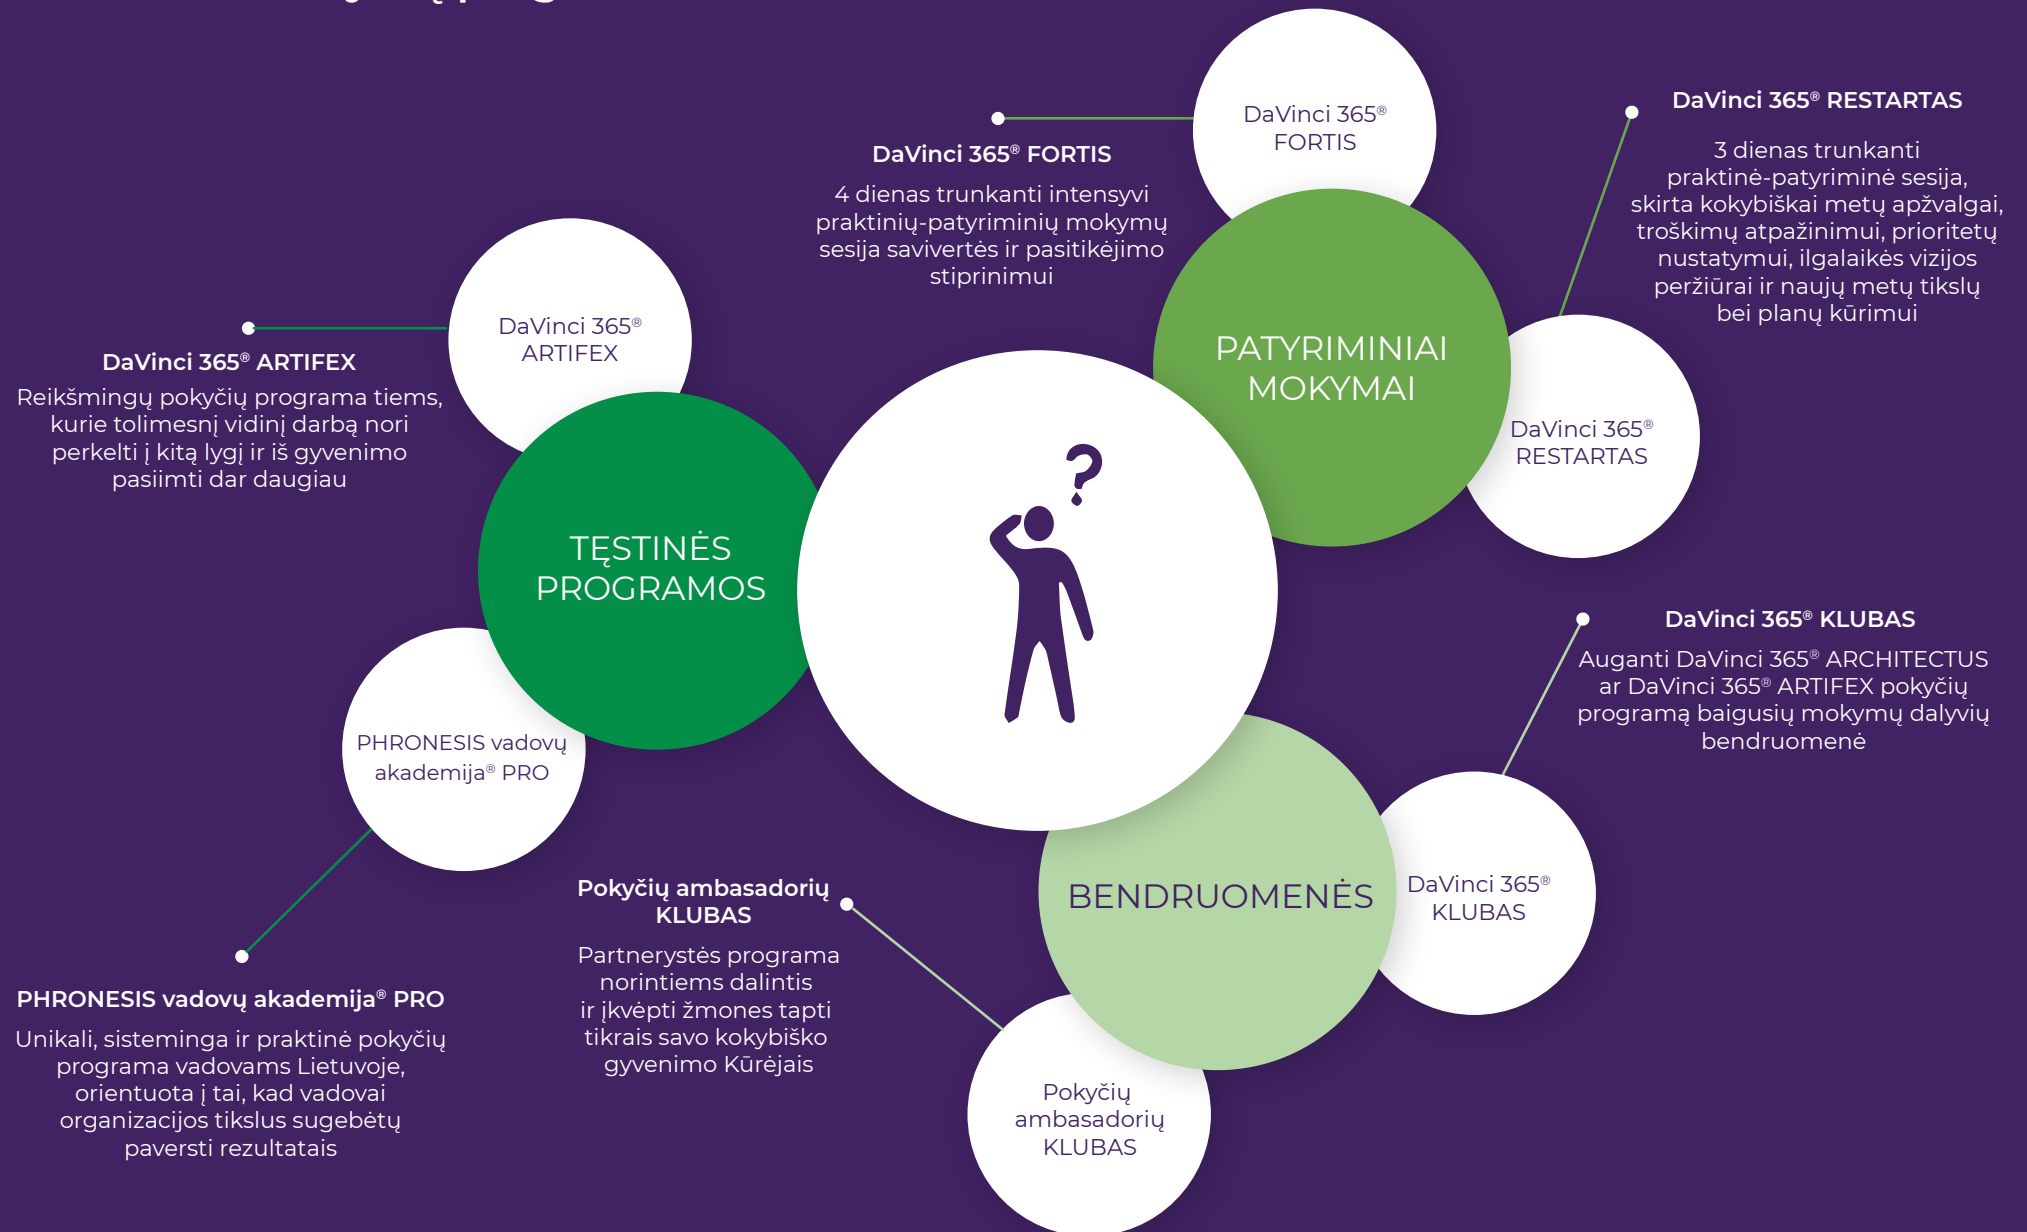 DaVinci 365® FORTIS
4 dienas trunkanti intensyvi
praktinių-patyriminių mokymų
sesija savivertės ir pasitikėjimo
stiprinimui
DaVinci 365®
FORTIS
DaVinci 365® RESTARTAS
3 dienas trunkanti
praktinė-patyriminė sesija,
skirta kokybiškai metų apžvalgai,
troškimų atpažinimui, prioritetų
nustatymui, ilgalaikės vizijos
peržiūrai ir naujų metų tikslų
bei planų kūrimui
PATYRIMINIAI
MOKYMAI
DaVinci 365®
RESTARTAS
DaVinci 365® ARTIFEX
Reikšmingų pokyčių programa tiems,
kurie tolimesnį vidinį darbą nori
perkelti į kitą lygį ir iš gyvenimo
pasiimti dar daugiau
DaVinci 365®
ARTIFEX
TĘSTINĖS
PROGRAMOS
?
PHRONESIS vadovų
akademija® PRO
PHRONESIS vadovų akademija® PRO
Unikali, sisteminga ir praktinė pokyčių
programa vadovams Lietuvoje,
orientuota į tai, kad vadovai
organizacijos tikslus sugebėtų
paversti rezultatais
DaVinci 365® KLUBAS
Auganti DaVinci 365® ARCHITECTUS
ar DaVinci 365® ARTIFEX pokyčių
programą baigusių mokymų dalyvių
bendruomenė
BENDRUOMENĖS
DaVinci 365®
KLUBAS
Pokyčių ambasadorių
KLUBAS
Partnerystės programa
norintiems dalintis
ir įkvėpti žmones tapti
tikrais savo kokybiško
gyvenimo Kūrėjais
Pokyčių
ambasadorių
KLUBAS